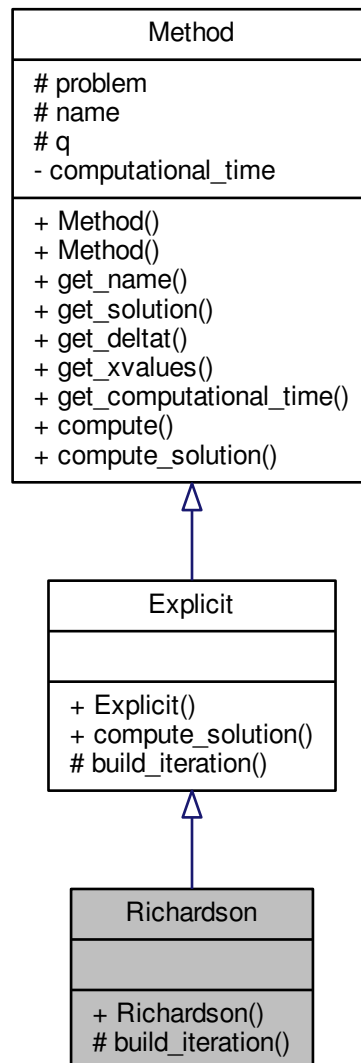 Method
# problem
# name
# q
- computational_time
+ Method()
+ Method()
+ get_name()
+ get_solution()
+ get_deltat()
+ get_xvalues()
+ get_computational_time()
+ compute()
+ compute_solution()
Explicit
+ Explicit()
+ compute_solution()
# build_iteration()
Richardson
+ Richardson()
# build_iteration()